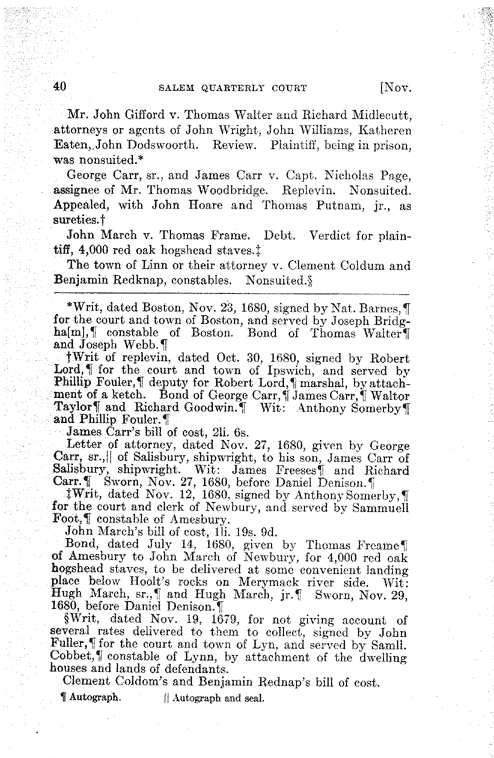 40 SALEM QUARTERLY COURT [Nov.
Mr. John Gifford v. Thomas Walter and Richard Midlecutt,
attorneys or agents of John Wright, John Williams, Katheren
Eaten, John Dodswoorth. Review. Plaintiff, being in prison,
was nonsuited.*
George Carr, sr., and James Carr v. Capt. Nicholas Page,
assignee of Mr. Thomas Woodbridge. Replevin. Nonsuited.
Appealed, with John Hoare and Thomas Putnam, jr., as
sureties.†
John March v. Thomas Frame. Debt. Verdict for plain-
tiff, 4,000 red oak hogshead staves.‡
The town of Linn or their attorney v. Clement Coldum and
Benjamin Redknap, constables. Nonsuited.§
*Writ, dated Boston, Nov. 23, 1680, signed by Nat. Barnes,¶
for the court and town of Boston, and served by Joseph Bridg-
ha[m],¶ constable of Boston. Bond of Thomas Walter¶
and Joseph Webb.¶
†Writ of replevin, dated Oct. 30, 1680, signed by Robert
Lord,¶ for the court and town of Ipswich, and served by
Phillip Fouler,¶ deputy for Robert Lord,¶ marshal, by attach-
ment of a ketch. Bond of George Carr,¶ James Carr,¶ Waltor
Taylor¶ and Richard Goodwin.¶ Wit: Anthony Somerby¶
and Phillip Fouler.¶
James Carr's bill of cost, 2li. 6s.
Letter of attorney, dated Nov. 27, 1680, given by George
Carr, sr.,|| of Salisbury, shipwright, to his son, James Carr of
Salisbury, shipwright. Wit: James Freeses¶ and Richard
Carr.¶ Sworn, Nov. 27, 1680, before Daniel Denison.¶
‡Writ, dated Nov. 12, 1680, signed by Anthony Somerby,¶
for the court and clerk of Newbury, and served by Sammuell
Foot,¶ constable of Amesbury.
John March's bill of cost, 1li. 19s. 9d.
Bond, dated July 14, 1680, given by Thomas Freame¶
of Amesbury to John March of Newbury, for 4,000 red oak
hogshead staves, to be delivered at some convenient landing
place below Hoolt's rocks on Merymack river side. Wit:
Hugh March, sr.,¶ and Hugh March, jr.¶ Sworn, Nov. 29,
1680, before Daniel Denison.¶
§Writ, dated Nov. 19, 1679, for not giving account of
several rates delivered to them to collect, signed by John
Fuller,¶ for the court and town of Lyn, and served by Samll.
Cobbet,¶ constable of Lynn, by attachment of the dwelling
houses and lands of defendants.
Clement Coldom's and Benjamin Rednap's bill of cost.
¶ Autograph. || Autograph and seal.